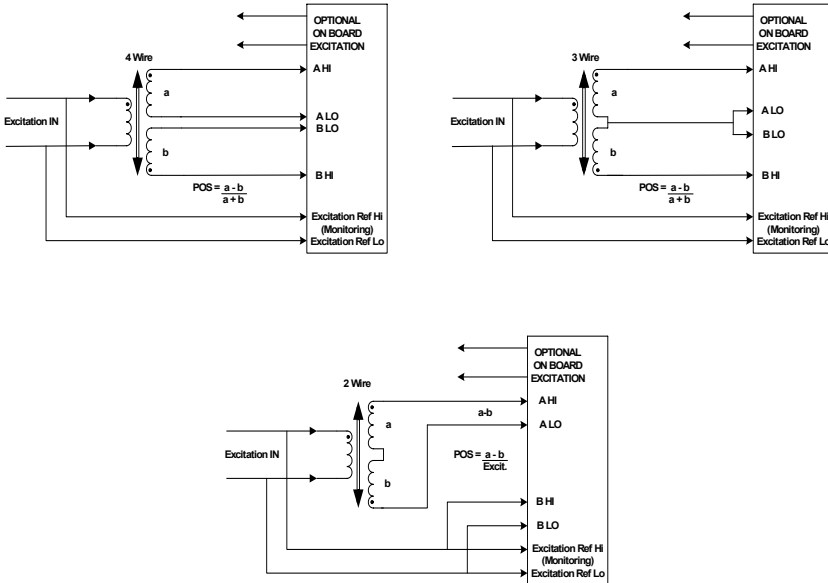 OPTIONAL
ON BOARD
EXCITATION
4 Wire
A HI
a
A LO
Excitation IN
B LO
b
B HI
POS = a - b
a + b
Excitation Ref Hi
(Monitoring)
Excitation Ref Lo
OPTIONAL
ON BOARD
EXCITATION
3 Wire
A HI
a
A LO
Excitation IN
B LO
b
B HI
POS = a - b
a + b
Excitation Ref Hi
(Monitoring)
Excitation Ref Lo
OPTIONAL
ON BOARD
EXCITATION
2 Wire
A HI
a-b
a
A LO
Excitation IN
POS = a - b
Excit.
b
B HI
B LO
Excitation Ref Hi
(Monitoring)
Excitation Ref Lo